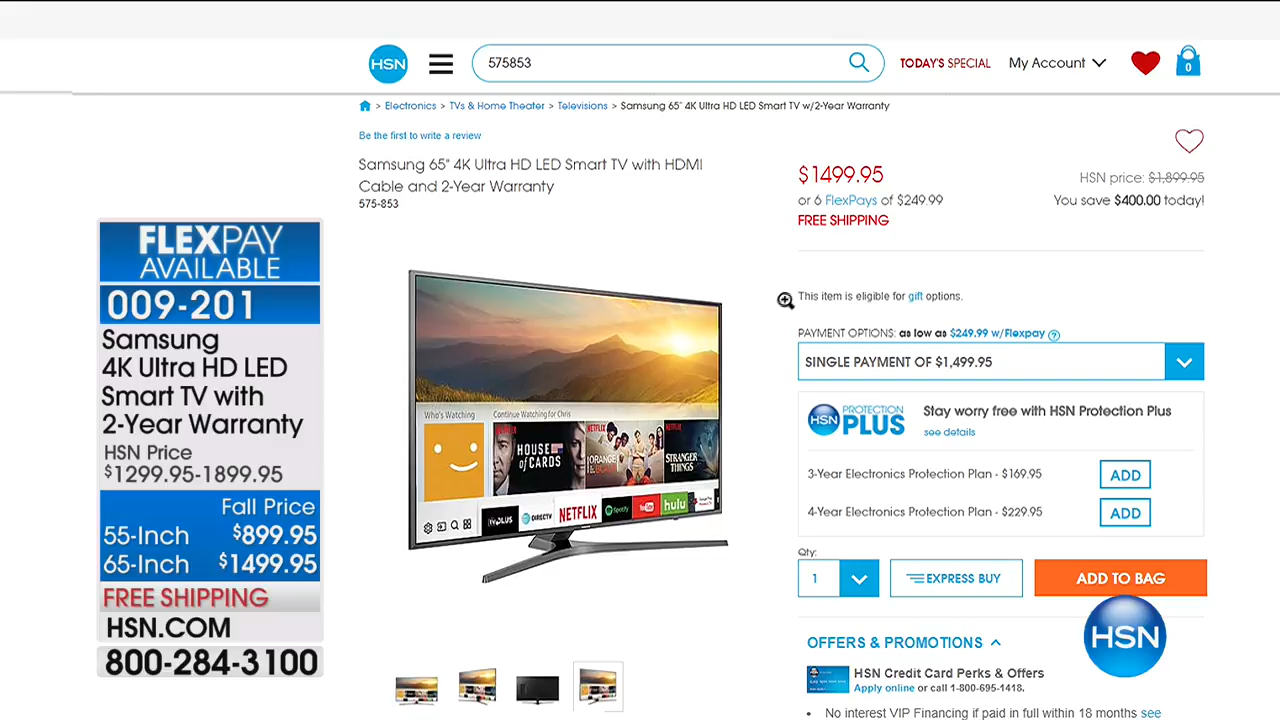 HSN
575853
TODAY'S SPECIAL
My Account
0
> Electronics > TVs & Home Theater > Televisions > Samsung 65" 4K Ultra HD LED Smart TV w/2-Year Warranty
Be the first to write a review
Samsung 65" 4K Ultra HD LED Smart TV with HDMI
Cable and 2-Year Warranty
575-853
$1499.95
HSN price: $1,899.95
or 6 FlexPays of $249.99
You save $400.00 today!
FREE SHIPPING
This item is eligible for gift options.
PAYMENT OPTIONS: as low as $249.99 w/Flexpay ?
SINGLE PAYMENT OF $1,499.95
HSN PROTECTION PLUS
Stay worry free with HSN Protection Plus
see details
3-Year Electronics Protection Plan - $169.95
ADD
4-Year Electronics Protection Plan - $229.95
ADD
Qty:
1
EXPRESS BUY
ADD TO BAG
OFFERS & PROMOTIONS
HSN
HSN Credit Card Perks & Offers
Apply online or call 1-800-695-1418.
• No interest VIP Financing if paid in full within 18 months see
FLEXPAY
AVAILABLE
009-201
Samsung
4K Ultra HD LED
Smart TV with
2-Year Warranty
HSN Price
$1299.95-1899.95
Fall Price
55-Inch $899.95
65-Inch $1499.95
FREE SHIPPING
HSN.COM
800-284-3100
Who's Watching
Continue Watching for Chris
NETFLIX
HOUSE
OF CARDS
NETFLIX
ORANGE
NETFLIX
STRANGER
THINGS
TV PLUS
DIRECTV
NETFLIX
Spotify
YouTube
hulu